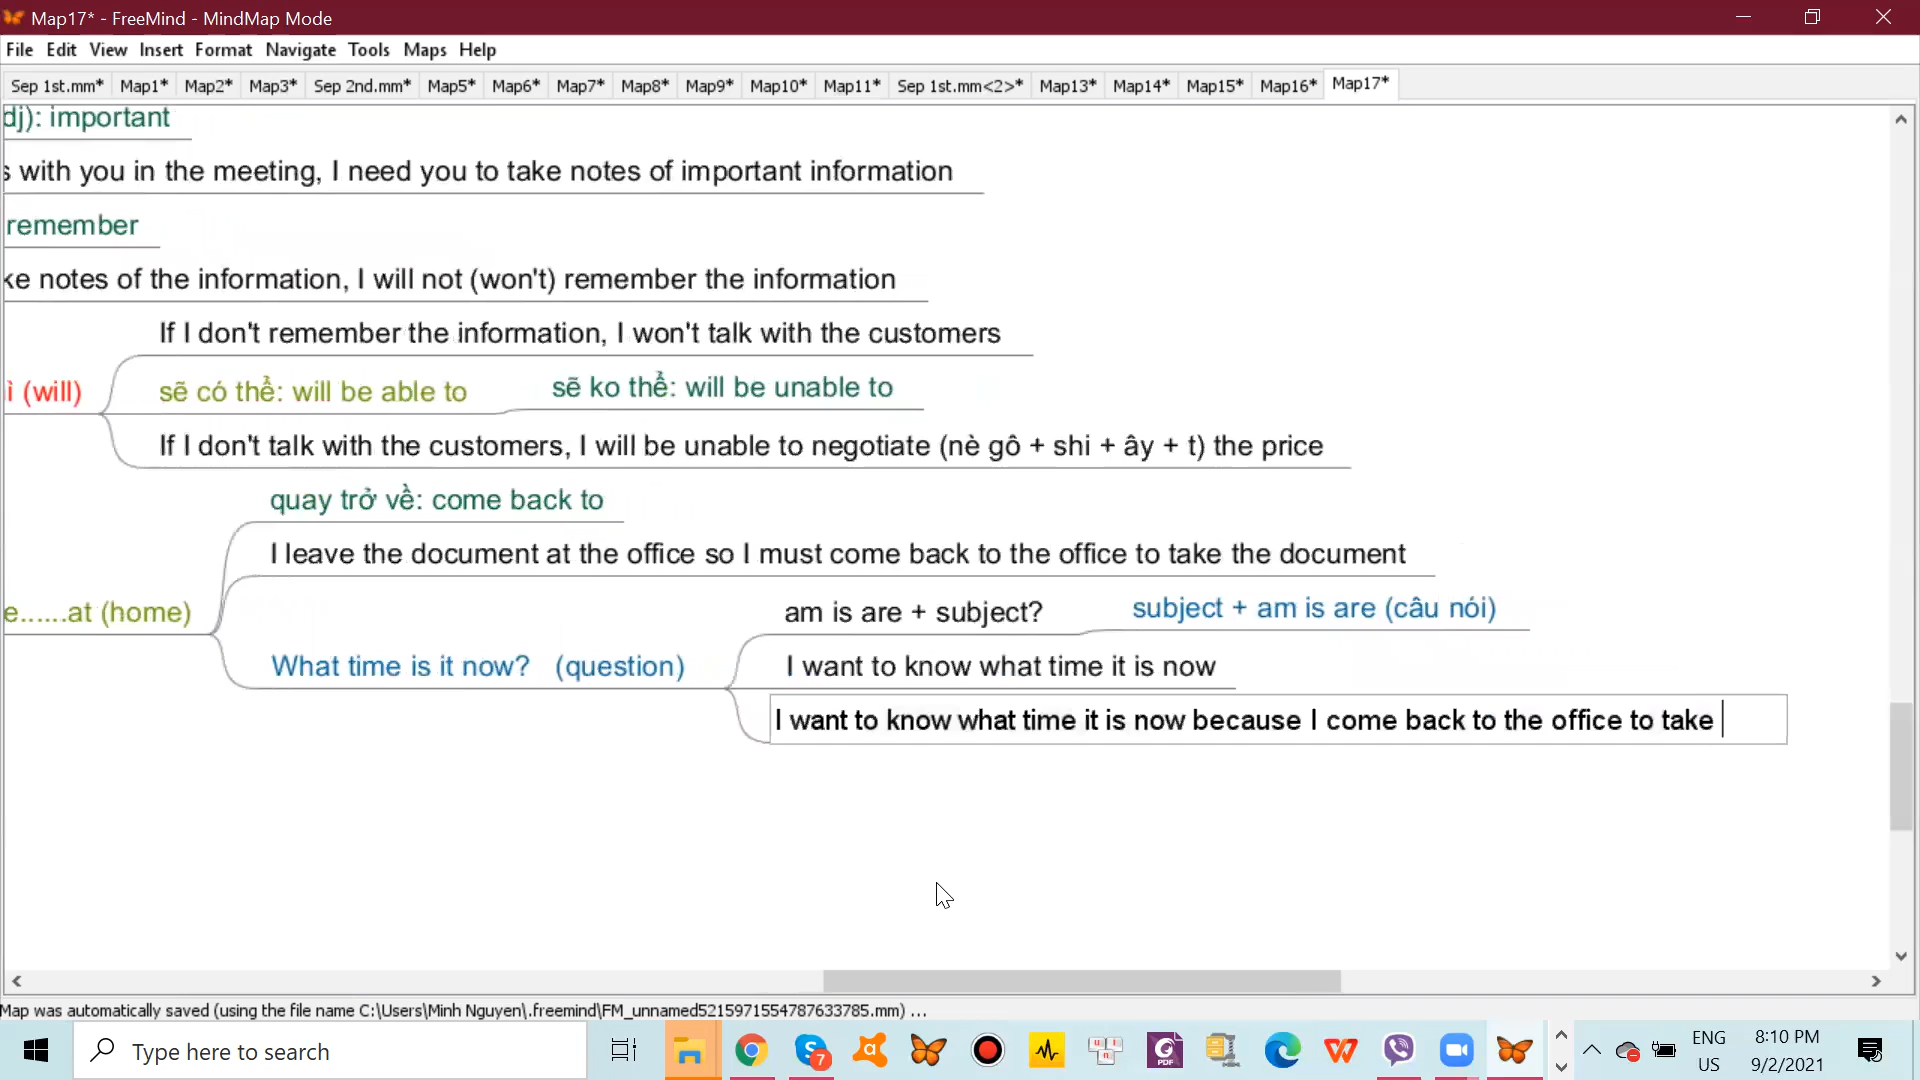 Map17* - FreeMind - MindMap Mode
File Edit View Insert Format Navigate Tools Maps Help
Sep 1st.mm* Map1* Map2* Map3* Sep 2nd.mm* Map5* Map6* Map7* Map8* Map9* Map10* Map11* Sep 1st.mm<2>* Map13* Map14* Map15* Map16* Map17*
dj): important
s with you in the meeting, I need you to take notes of important information
remember
ke notes of the information, I will not (won't) remember the information
If I don't remember the information, I won't talk with the customers
ì (will) sẽ có thể: will be able to sẽ ko thể: will be unable to
If I don't talk with the customers, I will be unable to negotiate (nè gô + shi + ây + t) the price
quay trở về: come back to
I leave the document at the office so I must come back to the office to take the document
e......at (home) am is are + subject? subject + am is are (câu nói)
What time is it now? (question) I want to know what time it is now
I want to know what time it is now because I come back to the office to take
Map was automatically saved (using the file name C:\Users\Minh Nguyen\.freemind\FM_unnamed5215971554787633785.mm) ...
Type here to search
7
PDF
ENG
US
8:10 PM
9/2/2021